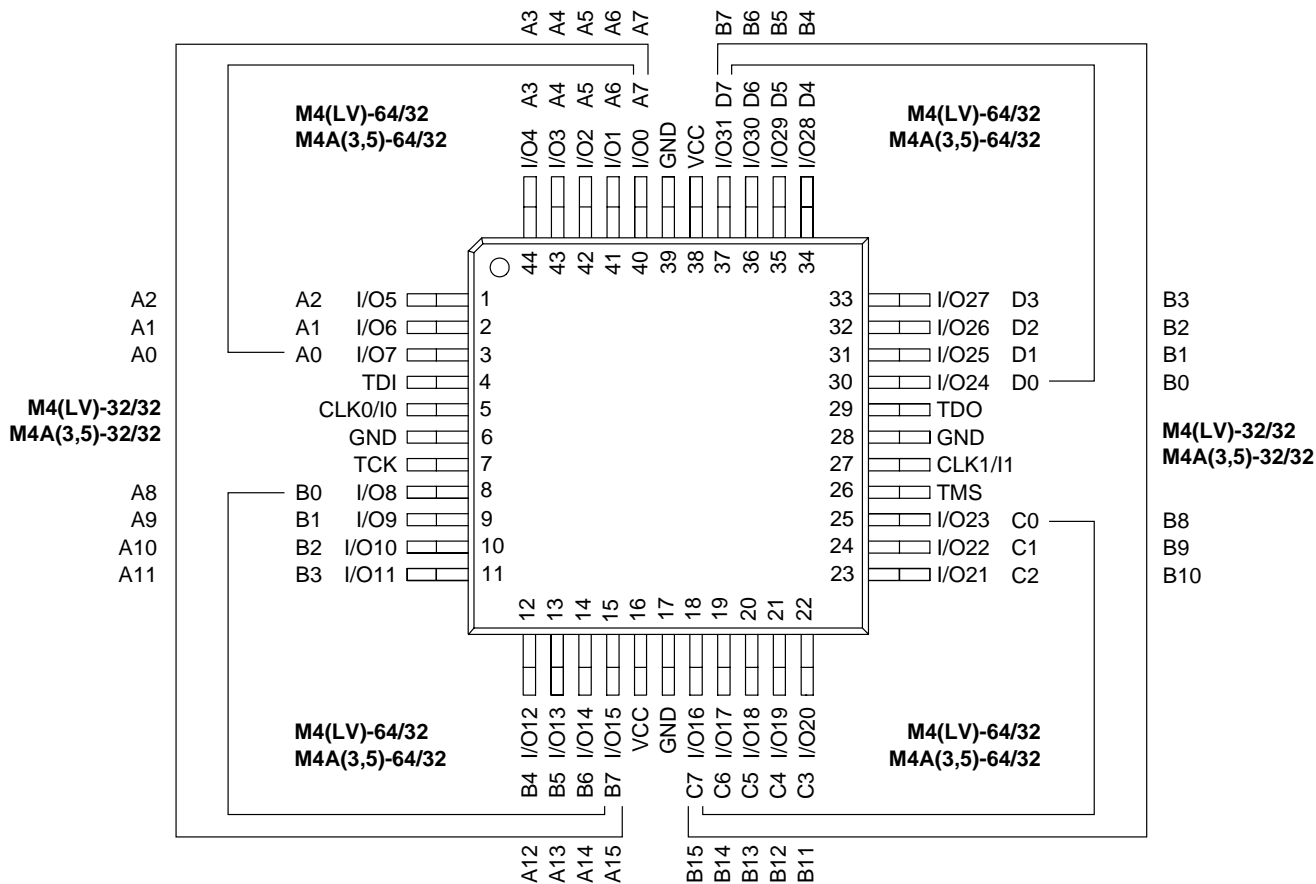 A3 A4 A5 A6 A7 B7 B6 B5 B4
A3 A4 A5 A6 A7 D7 D6 D5 D4
M4(LV)-64/32 M4(LV)-64/32
M4A(3,5)-64/32 M4A(3,5)-64/32
I/O4 I/O3 I/O2 I/O1 I/O0 GND VCC I/O31 I/O30 I/O29 I/O28
44 43 42 41 40 39 38 37 36 35 34
A2 A2 I/O5 1 33 I/O27 D3 B3
A1 A1 I/O6 2 32 I/O26 D2 B2
A0 A0 I/O7 3 31 I/O25 D1 B1
TDI 4 30 I/O24 D0 B0
M4(LV)-32/32 CLK0/I0 5 29 TDO
M4A(3,5)-32/32 GND 6 28 GND M4(LV)-32/32
TCK 7 27 CLK1/I1 M4A(3,5)-32/32
A8 B0 I/O8 8 26 TMS
A9 B1 I/O9 9 25 I/O23 C0 B8
A10 B2 I/O10 10 24 I/O22 C1 B9
A11 B3 I/O11 11 23 I/O21 C2 B10
12 13 14 15 16 17 18 19 20 21 22
I/O12 I/O13 I/O14 I/O15 VCC GND I/O16 I/O17 I/O18 I/O19 I/O20
M4(LV)-64/32 M4(LV)-64/32
M4A(3,5)-64/32 M4A(3,5)-64/32
B4 B5 B6 B7 C7 C6 C5 C4 C3
A12 A13 A14 A15 B15 B14 B13 B12 B11